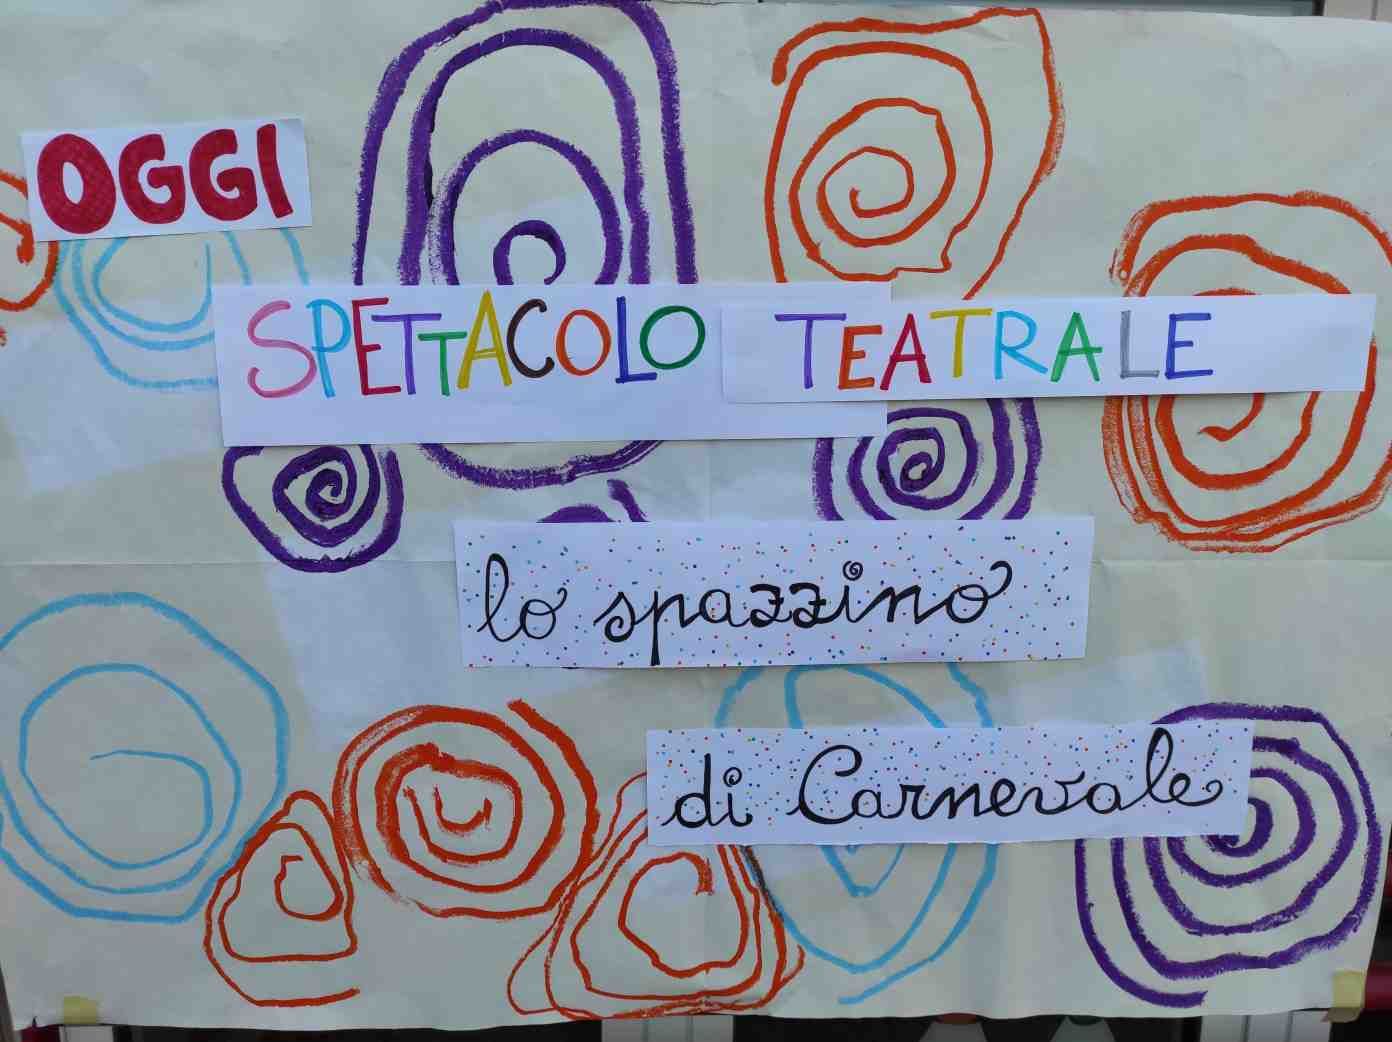 OGGI
SPETTACOLO TEATRALE
lo spazzino
di Carnevale